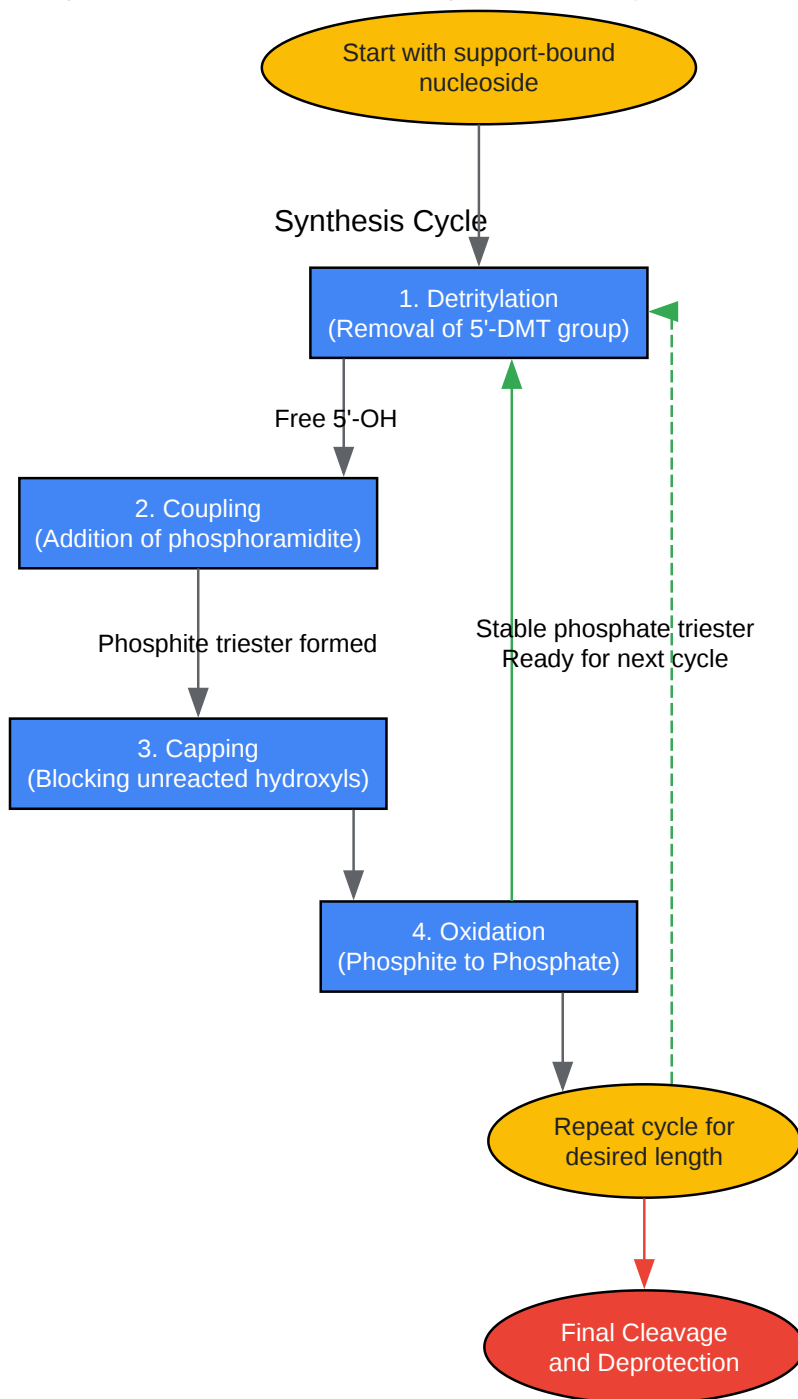 Start with support-bound
nucleoside
Synthesis Cycle
1. Detritylation
(Removal of 5'-DMT group)
Free 5'-OH
2. Coupling
(Addition of phosphoramidite)
Phosphite triester formed
Stable phosphate triester
Ready for next cycle
3. Capping
(Blocking unreacted hydroxyls)
4. Oxidation
(Phosphite to Phosphate)
Repeat cycle for
desired length
Final Cleavage
and Deprotection